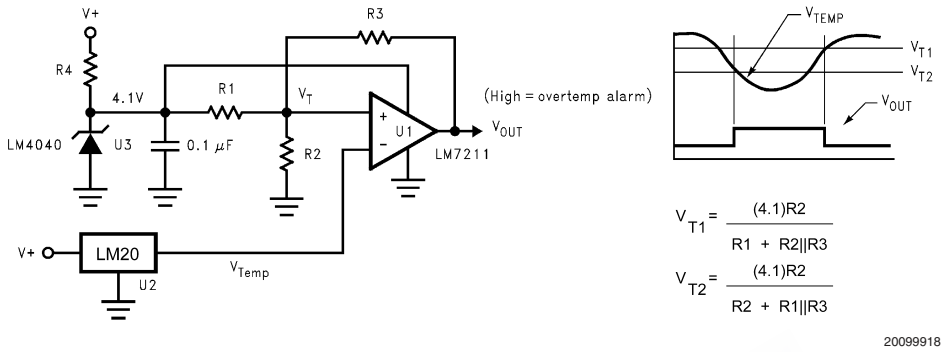 V+
R3
R4
4.1V
R1
V_T
(High = overtemp alarm)
+
U1
V_OUT
−
LM4040
U3
0.1 μF
R2
LM7211
V+
LM20
V_Temp
U2
V_TEMP
V_T1
V_T2
V_OUT
V_T1 = (4.1)R2
R1 + R2||R3
V_T2 = (4.1)R2
R2 + R1||R3
20099918